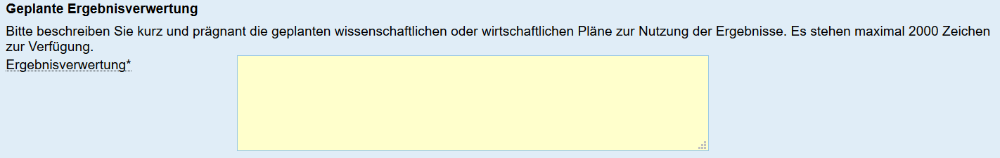 Geplante Ergebnisverwertung
Bitte beschreiben Sie kurz und prägnant die geplanten wissenschaftlichen oder wirtschaftlichen Pläne zur Nutzung der Ergebnisse. Es stehen maximal 2000 Zeichen
zur Verfügung.
Ergebnisverwertung*